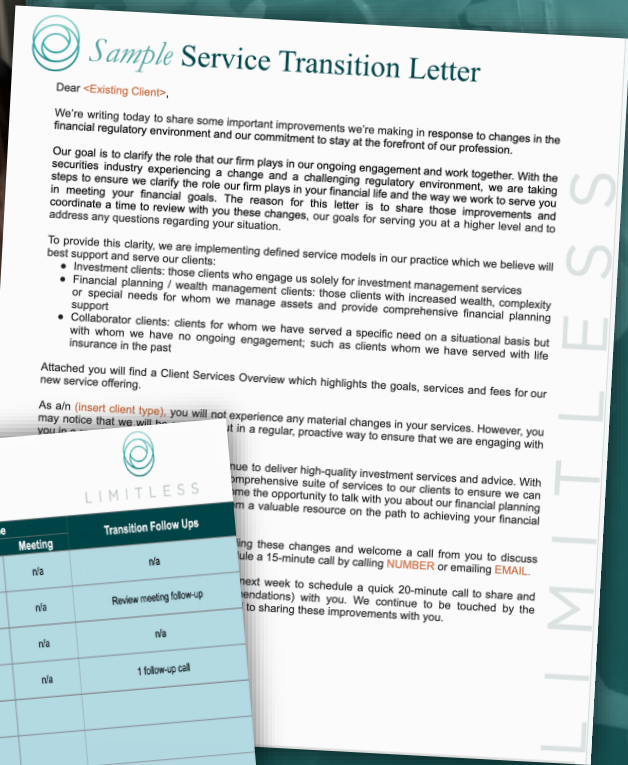 Sample Service Transition Letter
Dear <Existing Client>,
We're writing today to share some important improvements we're making in response to changes in the
financial regulatory environment and our commitment to stay at the forefront of our profession.
Our goal is to clarify the role that our firm plays in our ongoing engagement and work together. With the
securities industry experiencing a change and a challenging regulatory environment, we are taking
steps to ensure we clarify the role our firm plays in your financial life and the way we work to serve you
in meeting your financial goals. The reason for this letter is to share those improvements and
coordinate a time to review with you these changes, our goals for serving you at a higher level and to
address any questions regarding your situation.
To provide this clarity, we are implementing defined service models in our practice which we believe will
best support and serve our clients:
● Investment clients: those clients who engage us solely for investment management services
● Financial planning / wealth management clients: those clients with increased wealth, complexity
or special needs for whom we manage assets and provide comprehensive financial planning
support
● Collaborator clients: clients for whom we have served a specific need on a situational basis but
with whom we have no ongoing engagement; such as clients whom we have served with life
insurance in the past
Attached you will find a Client Services Overview which highlights the goals, services and fees for our
new service offering.
As a/n (insert client type), you will not experience any material changes in your services. However, you
may notice that we will be ut in a regular, proactive way to ensure that we are engaging with
you in a
nue to deliver high-quality investment services and advice. With
omprehensive suite of services to our clients to ensure we can
ome the opportunity to talk with you about our financial planning
m a valuable resource on the path to achieving your financial
ing these changes and welcome a call from you to discuss
ule a 15-minute call by calling NUMBER or emailing EMAIL.
next week to schedule a quick 20-minute call to share and
endations) with you. We continue to be touched by the
to sharing these improvements with you.
LIMITLESS
LIMITLESS
e
Meeting Transition Follow Ups
n/a n/a
n/a Review meeting follow-up
n/a n/a
n/a 1 follow-up call